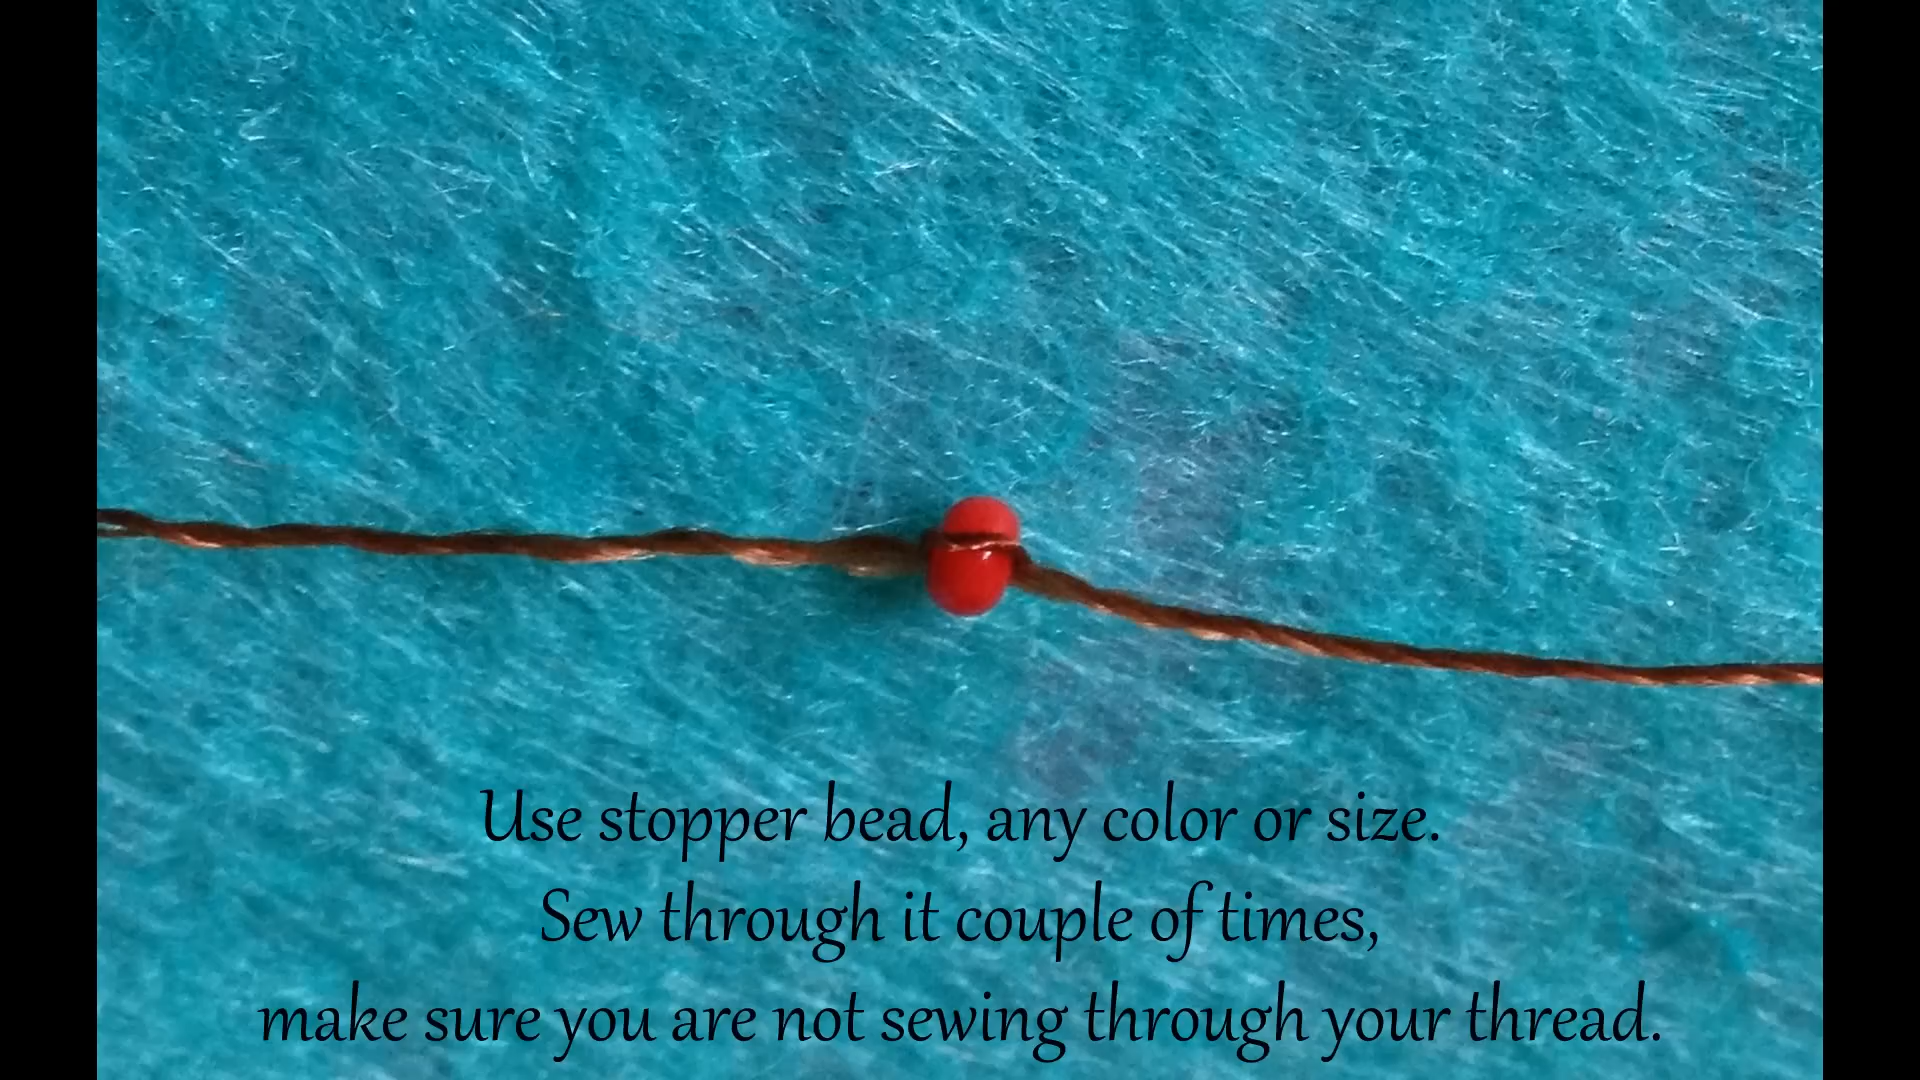 Use stopper bead, any color or size.
Sew through it couple of times,
make sure you are not sewing through your thread.